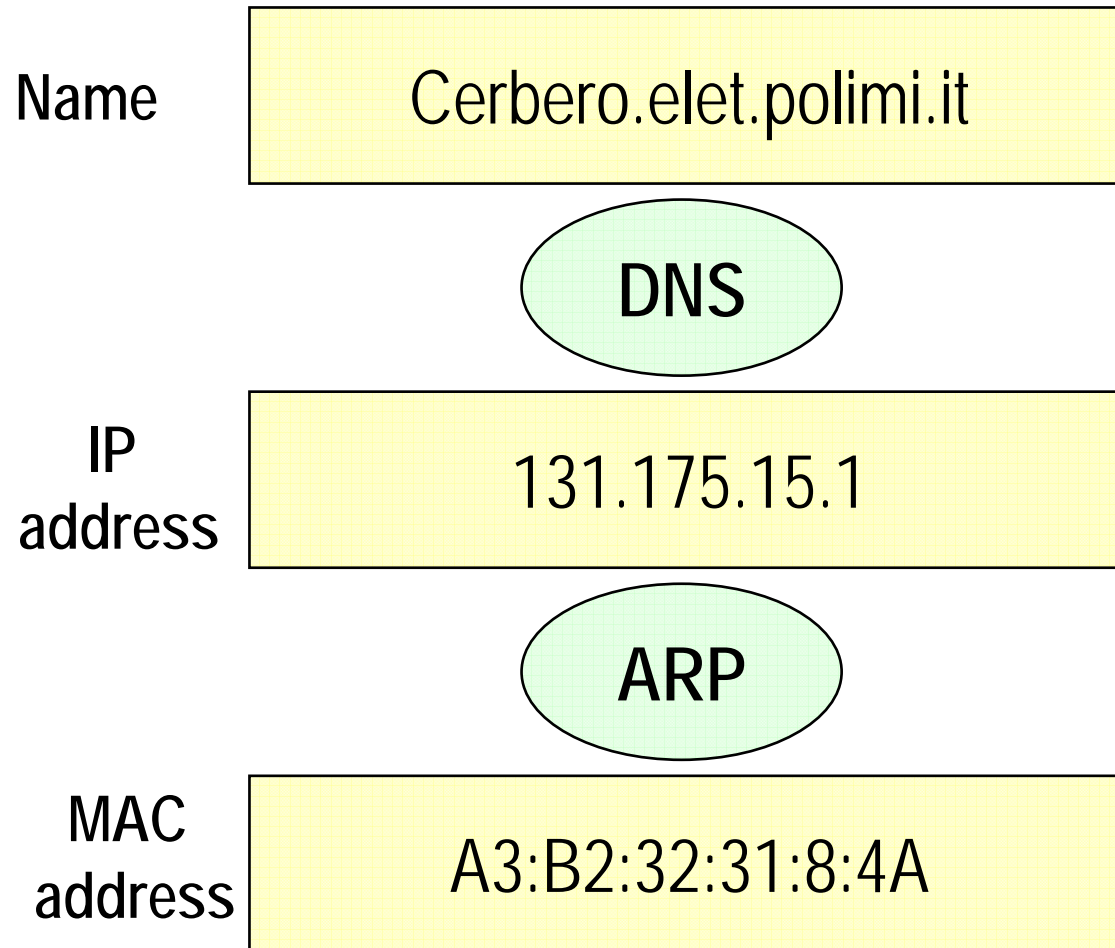 Name
Cerbero.elet.polimi.it
DNS
IP
address
131.175.15.1
ARP
MAC
address
A3:B2:32:31:8:4A